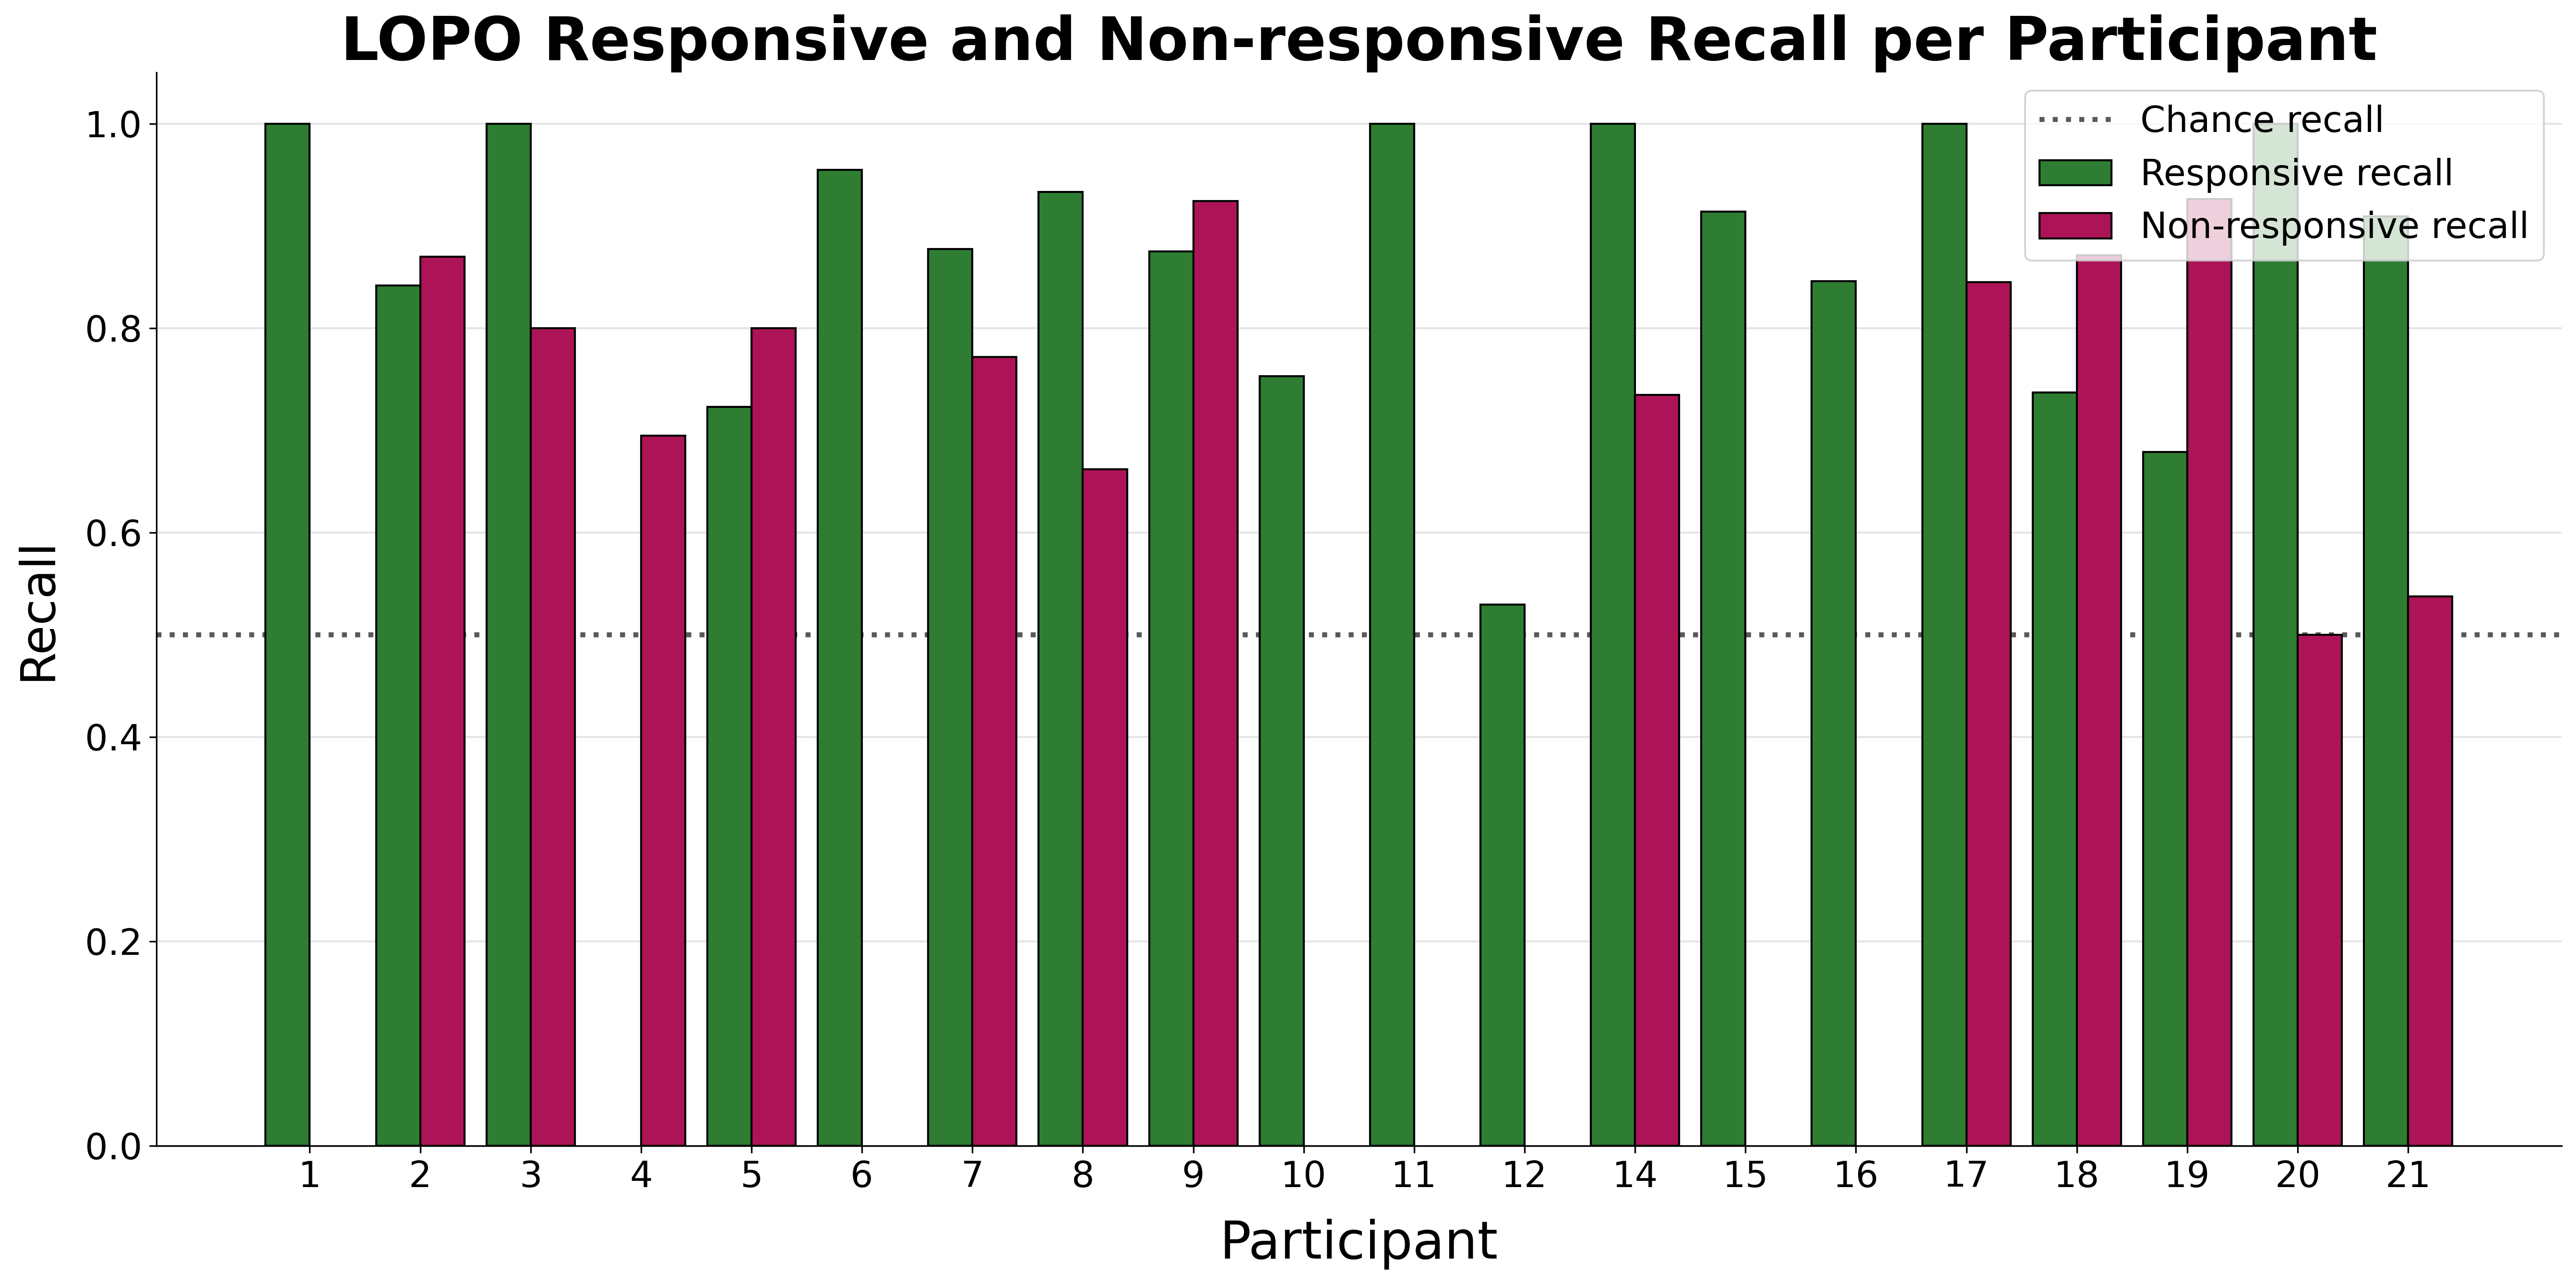 LOPO Responsive and Non-responsive Recall per Participant
Chance recall
Responsive recall
Non-responsive recall
1.0
0.8
0.6
0.4
0.2
0.0
Recall
1 2 3 4 5 6 7 8 9 10 11 12 14 15 16 17 18 19 20 21
Participant